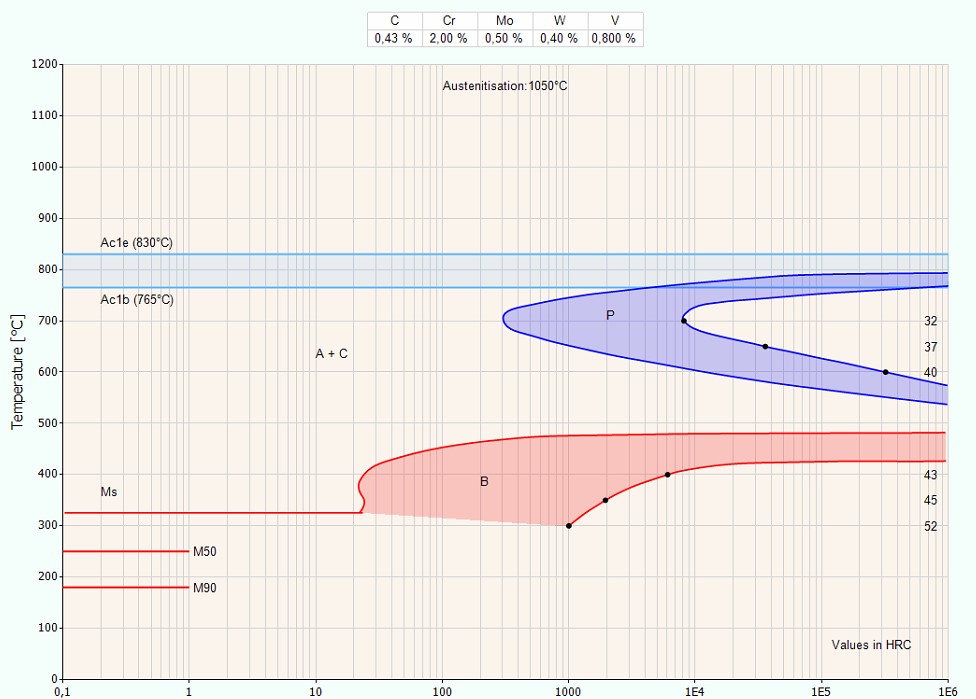 C Cr Mo W V
0,43 % 2,00 % 0,50 % 0,40 % 0,800 %
1200
Austenitisation:1050°C
1100
1000
900
Ac1e (830°C)
800
Ac1b (765°C)
P
700 32
A + C 37
600 40
Temperature [°C]
500
400 43
B
Ms 45
300 52
M50
200
M90
100
Values in HRC
0
0,1 1 10 100 1000 1E4 1E5 1E6